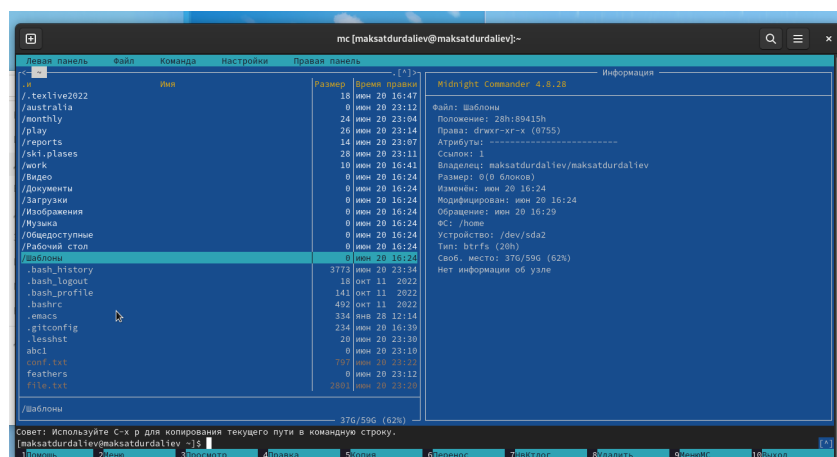 mc [maksatdurdaliev@maksatdurdaliev]:~
Левая панель Файл Команда Настройки Правая панель
<- ~ .[^]>
.и Имя Размер Время правки
/.texlive2022 18 июн 20 16:47
/australia 0 июн 20 23:12
/monthly 24 июн 20 23:04
/play 26 июн 20 23:14
/reports 14 июн 20 23:07
/ski.plases 28 июн 20 23:11
/work 10 июн 20 16:41
/Видео 0 июн 20 16:24
/Документы 0 июн 20 16:24
/Загрузки 0 июн 20 16:24
/Изображения 0 июн 20 16:24
/Музыка 0 июн 20 16:24
/Общедоступные 0 июн 20 16:24
/Рабочий стол 0 июн 20 16:24
/Шаблоны 0 июн 20 16:24
.bash_history 3773 июн 20 23:34
.bash_logout 18 окт 11 2022
.bash_profile 141 окт 11 2022
.bashrc 492 окт 11 2022
.emacs 334 янв 28 12:14
.gitconfig 234 июн 20 16:39
.lesshst 20 июн 20 23:30
abc1 0 июн 20 23:10
conf.txt 797 июн 20 23:22
feathers 0 июн 20 23:12
file.txt 2801 июн 20 23:20
/Шаблоны
37G/59G (62%)
Информация
Midnight Commander 4.8.28
Файл: Шаблоны
Положение: 28h:89415h
Права: drwxr-xr-x (0755)
Атрибуты: ------------------------
Ссылок: 1
Владелец: maksatdurdaliev/maksatdurdaliev
Размер: 0(0 блоков)
Изменён: июн 20 16:24
Модифицирован: июн 20 16:24
Обращение: июн 20 16:29
ФС: /home
Устройство: /dev/sda2
Тип: btrfs (20h)
Своб. место: 37G/59G (62%)
Нет информации об узле
Совет: Используйте C-x p для копирования текущего пути в командную строку.
[maksatdurdaliev@maksatdurdaliev ~]$ [^]
1Помощь 2Меню 3Просмотр 4Правка 5Копия 6Перенос 7НвКтлог 8Удалить 9МенюMC 10Выход